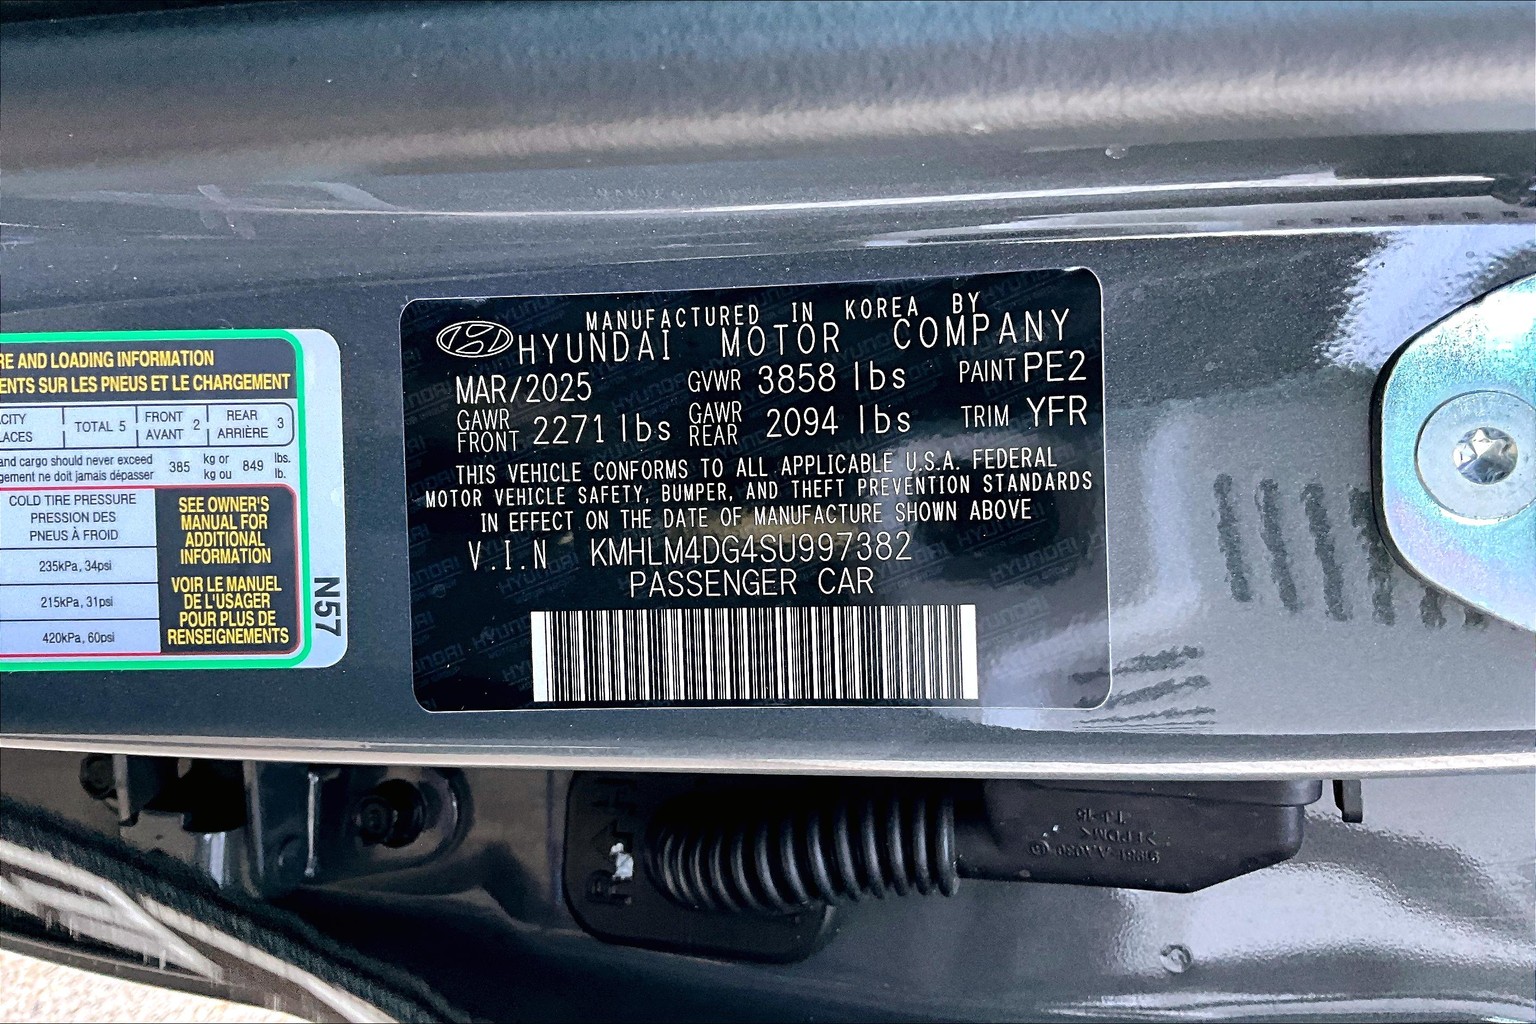 MANUFACTURED IN KOREA BY
HYUNDAI MOTOR COMPANY
MAR/2025 GVWR 3858 lbs PAINT PE2
GAWR FRONT 2271 lbs GAWR REAR 2094 lbs TRIM YFR
THIS VEHICLE CONFORMS TO ALL APPLICABLE U.S.A. FEDERAL
MOTOR VEHICLE SAFETY, BUMPER, AND THEFT PREVENTION STANDARDS
IN EFFECT ON THE DATE OF MANUFACTURE SHOWN ABOVE
V.I.N KMHLM4DG4SU997382
PASSENGER CAR
RE AND LOADING INFORMATION
ENTS SUR LES PNEUS ET LE CHARGEMENT
CITY TOTAL 5 FRONT 2 REAR 3
LACES AVANT ARRIÈRE
and cargo should never exceed 385 kg or 849 lbs.
gement ne doit jamais dépasser kg ou lb.
COLD TIRE PRESSURE
PRESSION DES
PNEUS À FROID
235kPa, 34psi
215kPa, 31psi
420kPa, 60psi
SEE OWNER'S
MANUAL FOR
ADDITIONAL
INFORMATION
VOIR LE MANUEL
DE L'USAGER
POUR PLUS DE
RENSEIGNEMENTS
N57
>EPDM<